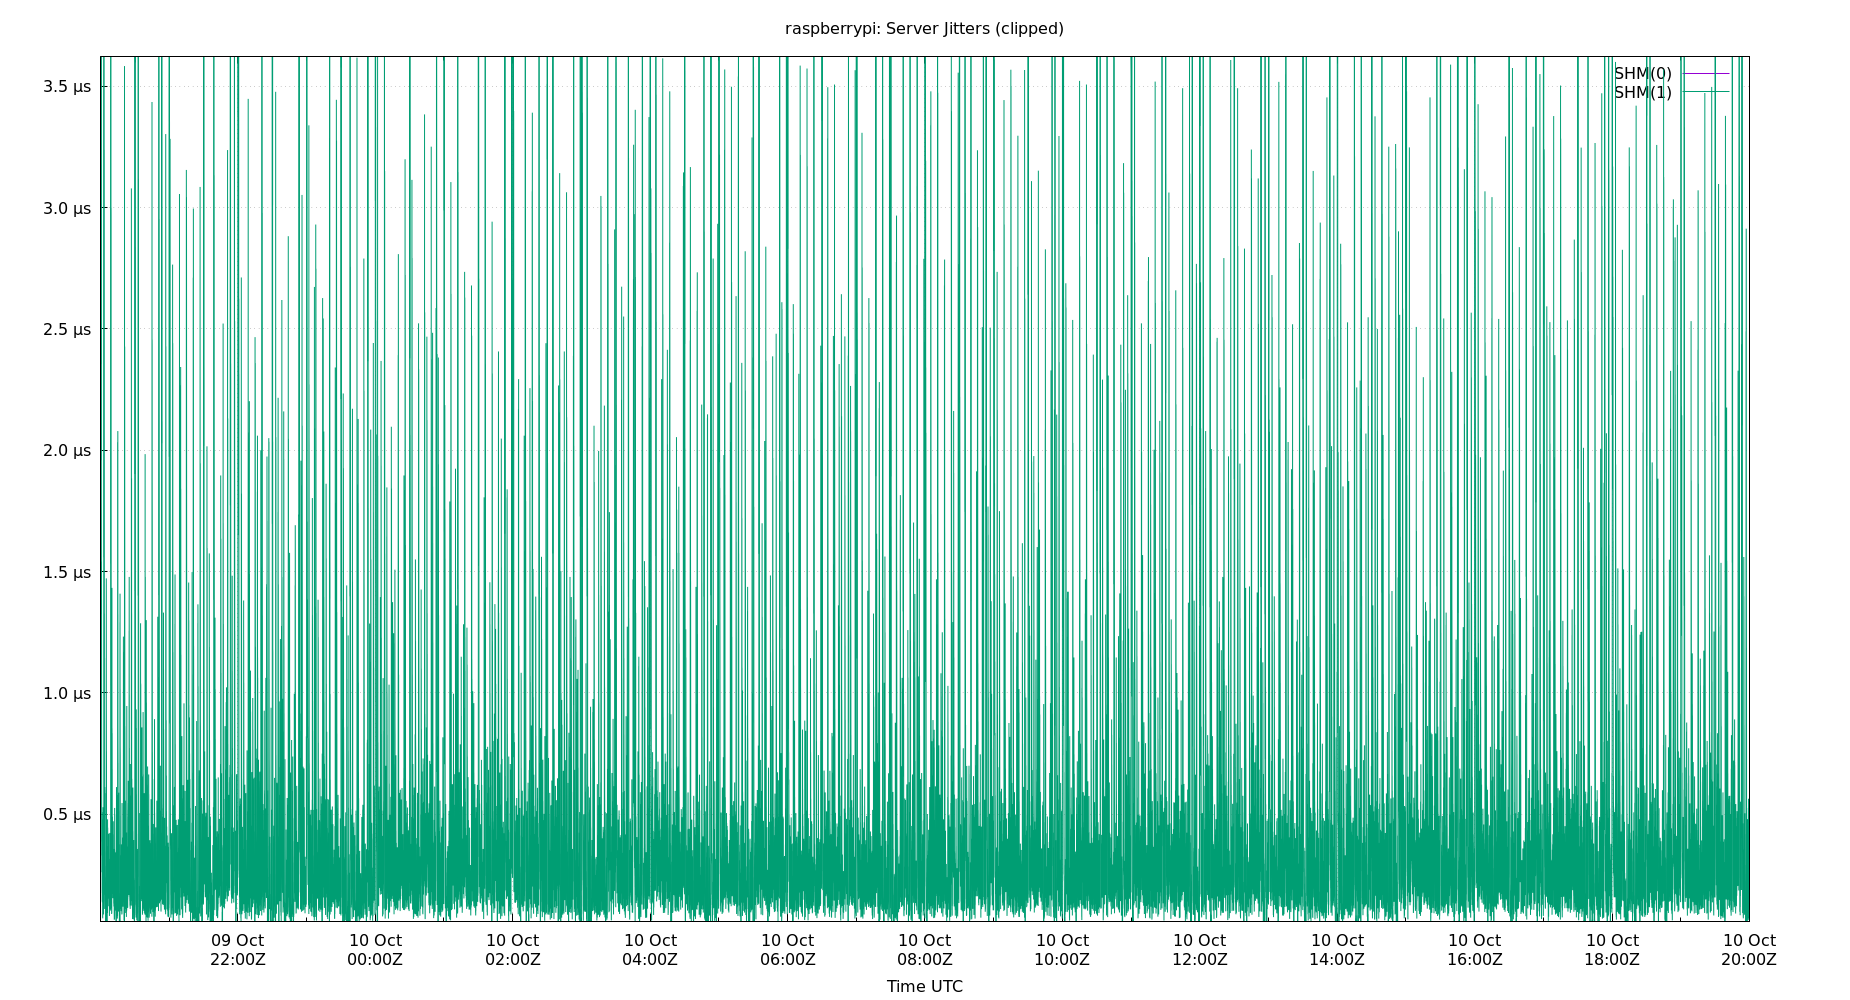 raspberrypi: Server Jitters (clipped)
SHM(0)
SHM(1)
3.5 µs
3.0 µs
2.5 µs
2.0 µs
1.5 µs
1.0 µs
0.5 µs
09 Oct 10 Oct 10 Oct 10 Oct 10 Oct 10 Oct 10 Oct 10 Oct 10 Oct 10 Oct 10 Oct 10 Oct
22:00Z 00:00Z 02:00Z 04:00Z 06:00Z 08:00Z 10:00Z 12:00Z 14:00Z 16:00Z 18:00Z 20:00Z
Time UTC